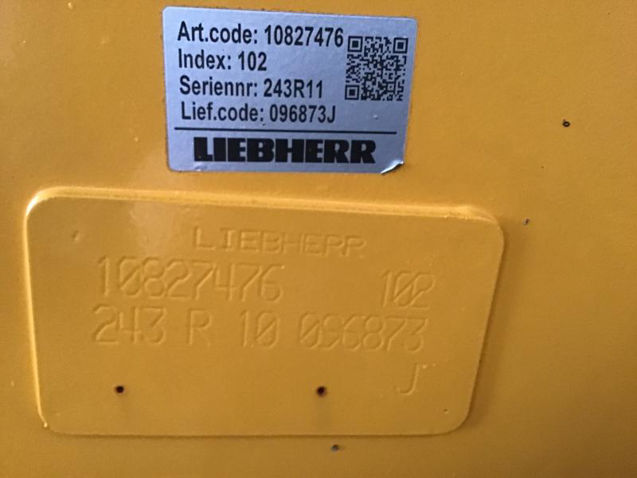 Art.code: 10827476
Index: 102
Seriennr: 243R11
Lief.code: 096873J
LIEBHERR
LIEBHERR
10827476 102
243 R 10 096873
J